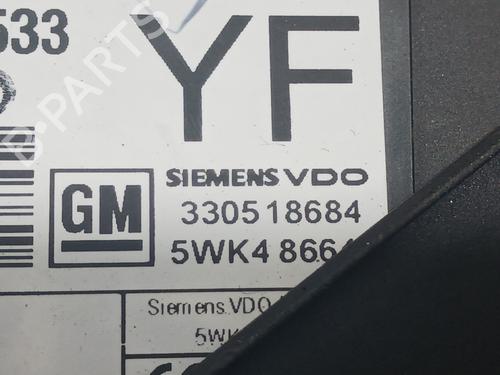 533
YF
GM
SIEMENS VDO
330518684
5WK4 866
Siemens VDO
5WK
B-PARTS